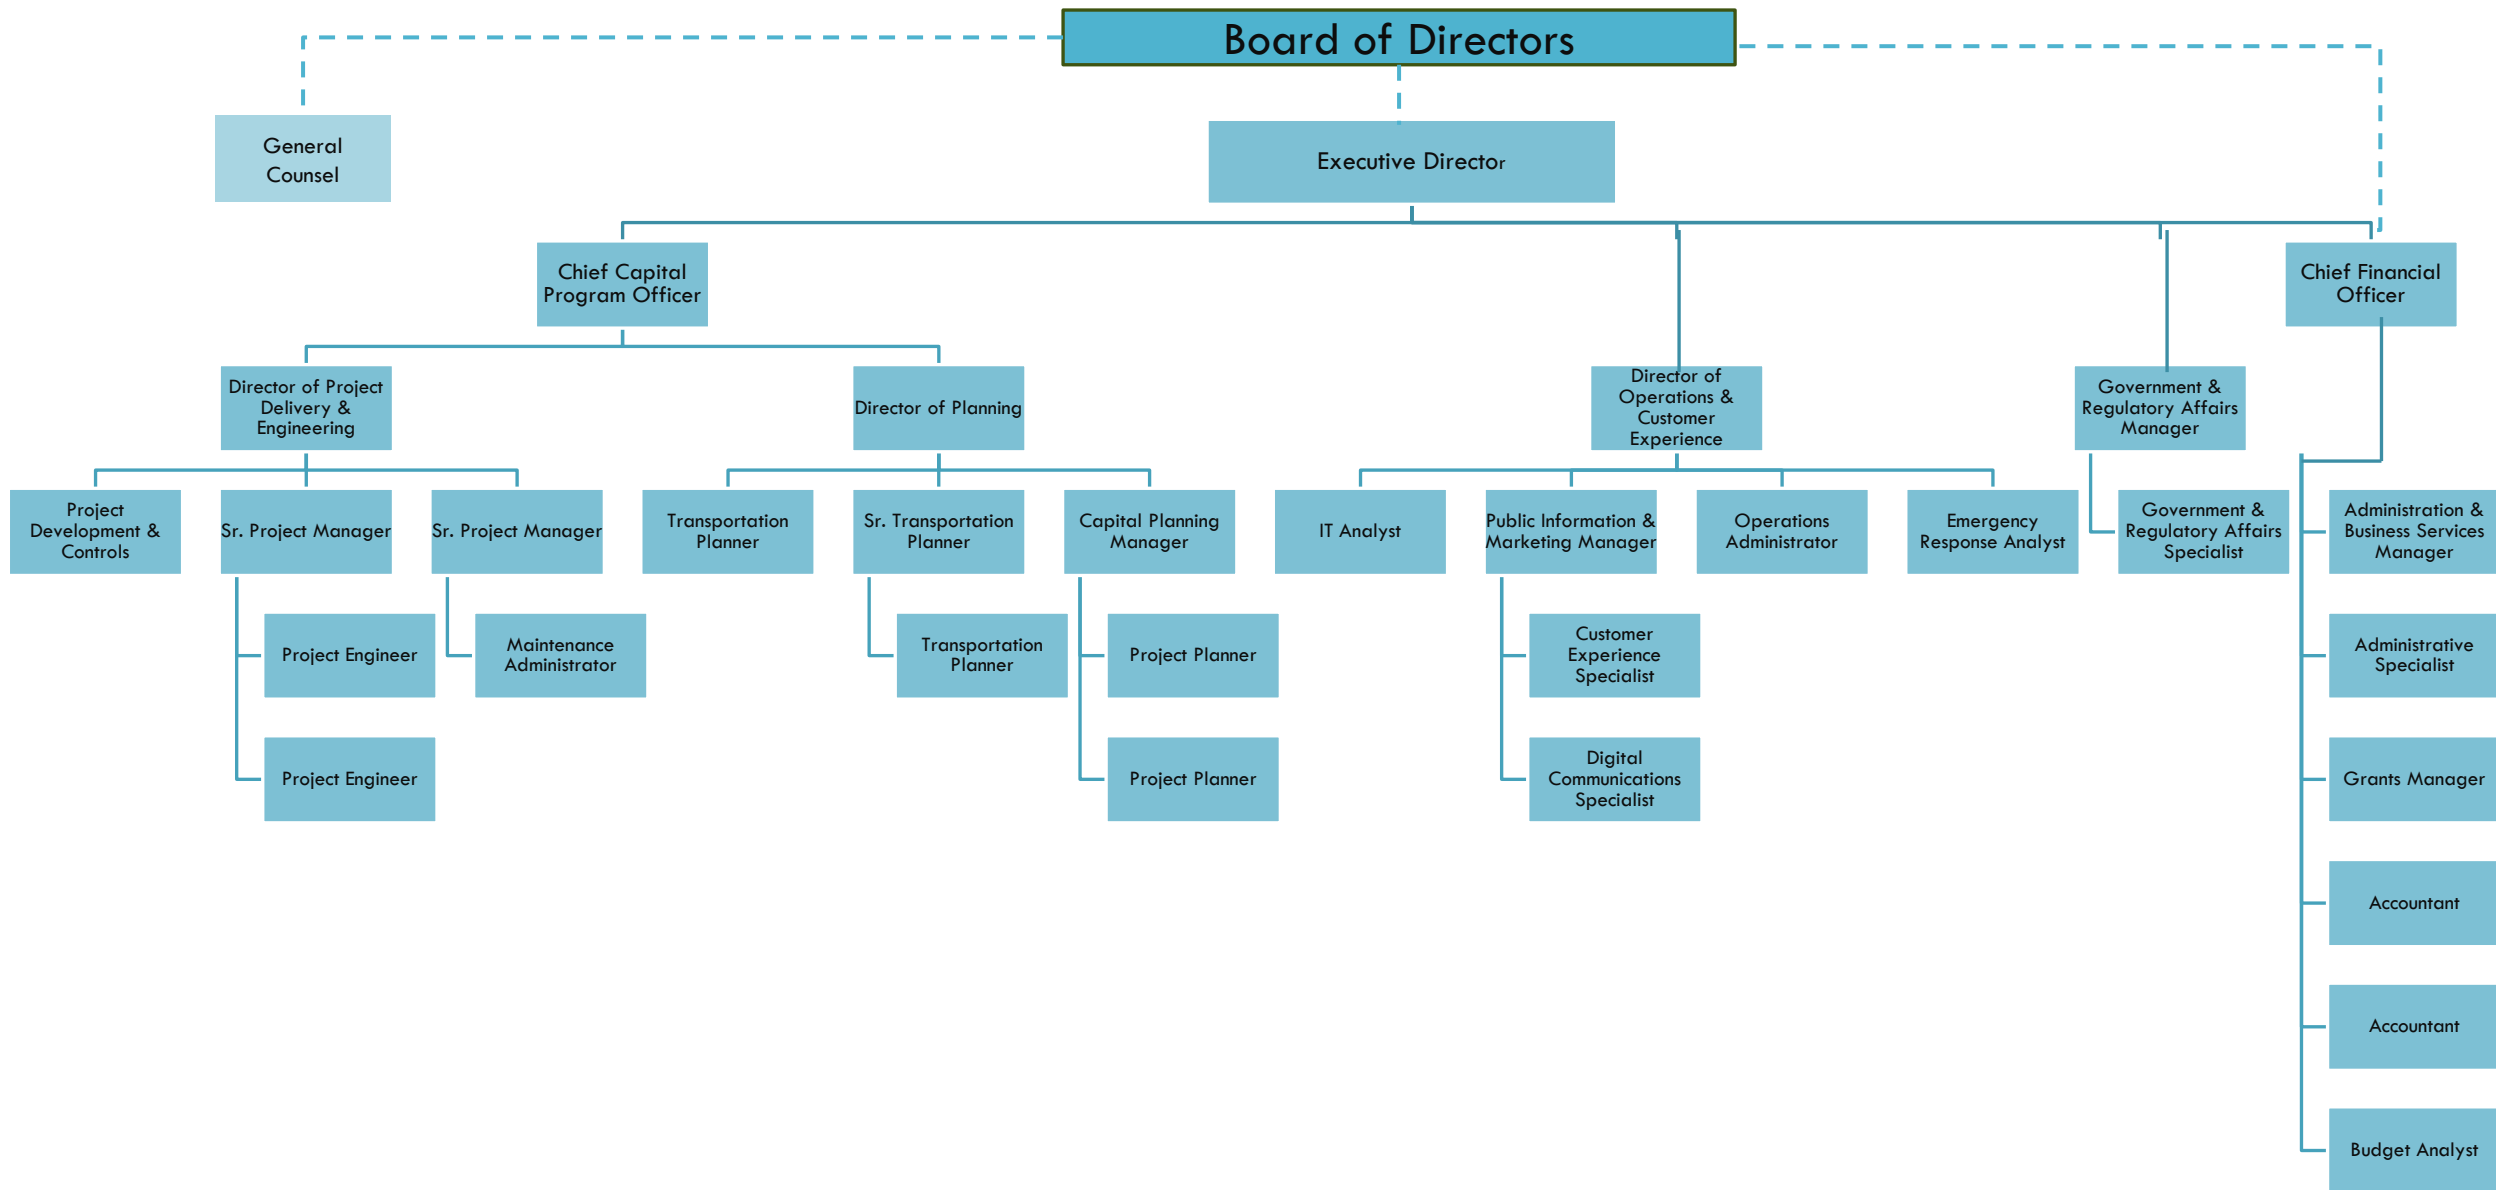 Board of Directors
General
Counsel
Executive Director
Chief Capital
Program Officer
Chief Financial
Officer
Director of Project
Delivery &
Engineering
Director of Planning
Director of
Operations &
Customer
Experience
Government &
Regulatory Affairs
Manager
Project
Development &
Controls
Sr. Project Manager
Sr. Project Manager
Transportation
Planner
Sr. Transportation
Planner
Capital Planning
Manager
IT Analyst
Public Information &
Marketing Manager
Operations
Administrator
Emergency
Response Analyst
Government &
Regulatory Affairs
Specialist
Administration &
Business Services
Manager
Project Engineer
Maintenance
Administrator
Transportation
Planner
Project Planner
Customer
Experience
Specialist
Administrative
Specialist
Project Engineer
Project Planner
Digital
Communications
Specialist
Grants Manager
Accountant
Accountant
Budget Analyst